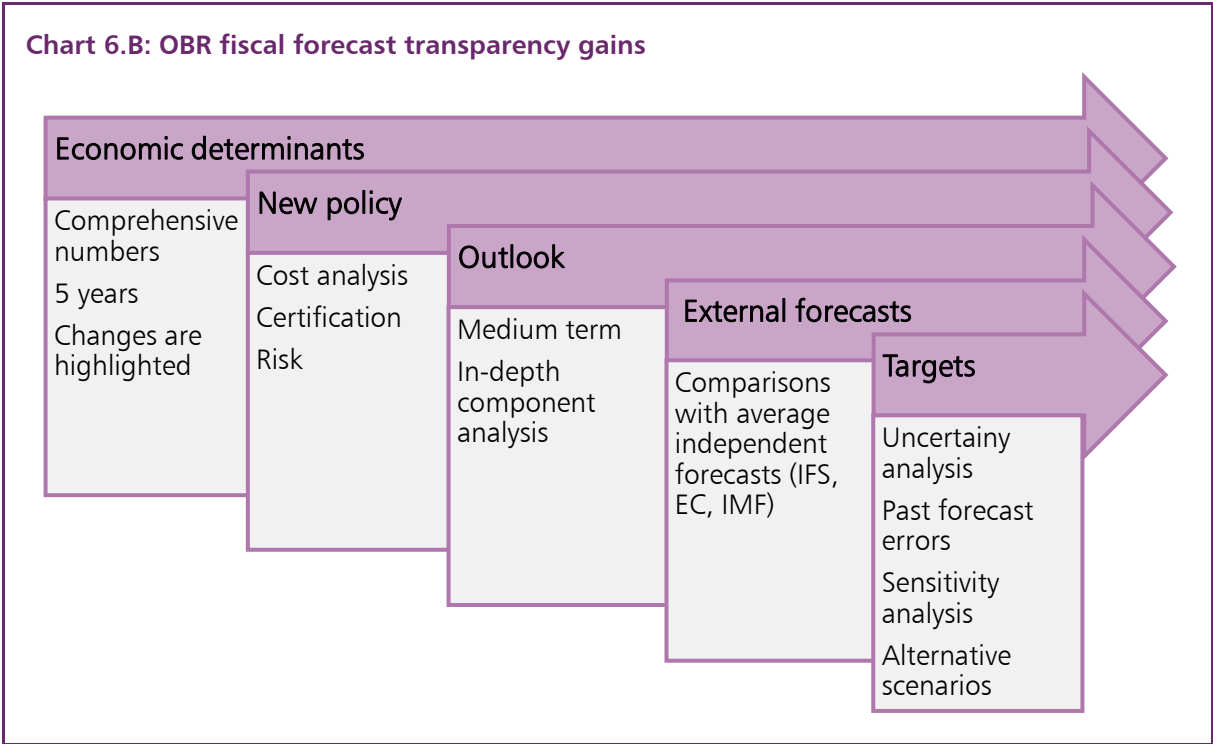 Chart 6.B: OBR fiscal forecast transparency gains
Economic determinants
Comprehensive
numbers
5 years
Changes are
highlighted
New policy
Cost analysis
Certification
Risk
Outlook
Medium term
In-depth
component
analysis
External forecasts
Comparisons
with average
independent
forecasts (IFS,
EC, IMF)
Targets
Uncertainy
analysis
Past forecast
errors
Sensitivity
analysis
Alternative
scenarios